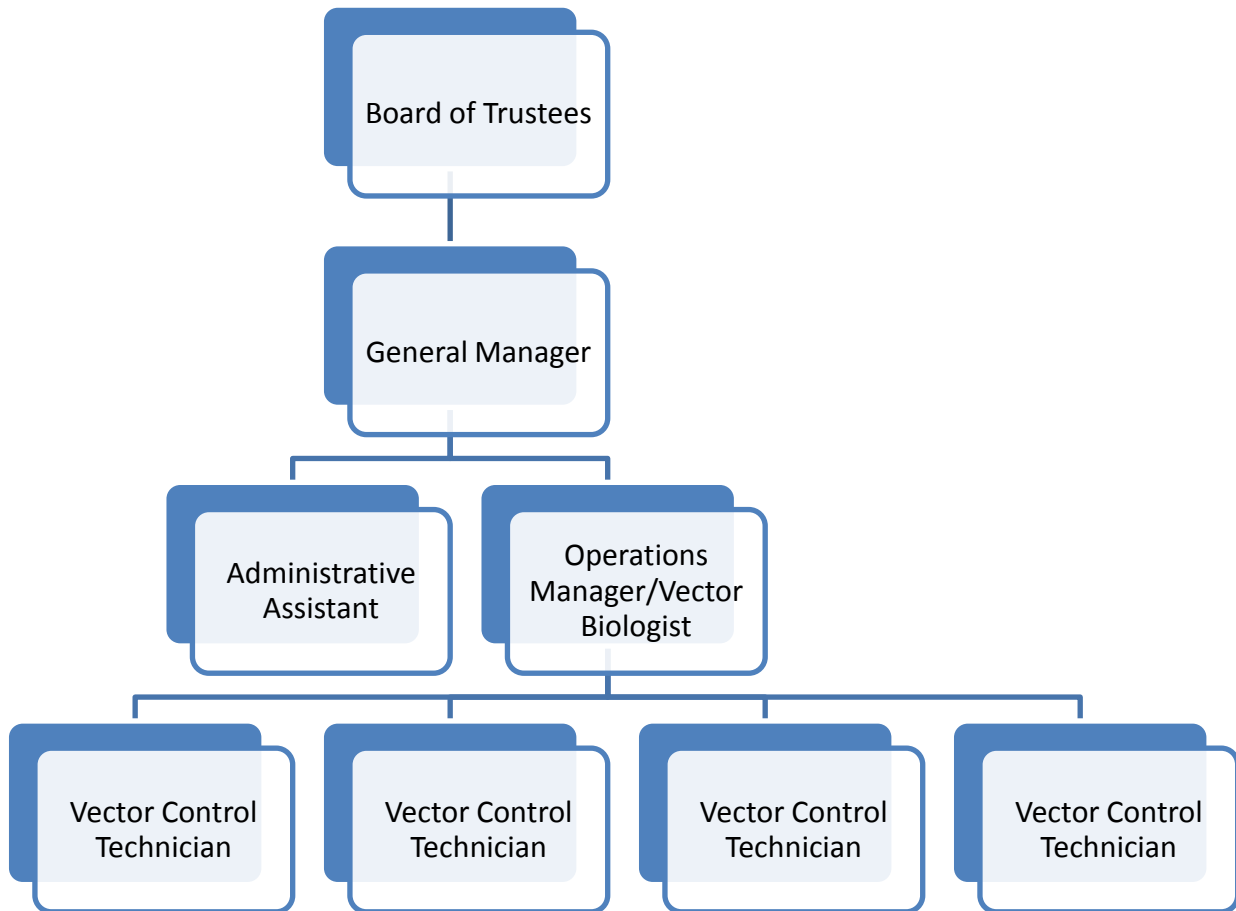 Board of Trustees
General Manager
Administrative
Assistant
Operations
Manager/Vector
Biologist
Vector Control
Technician
Vector Control
Technician
Vector Control
Technician
Vector Control
Technician